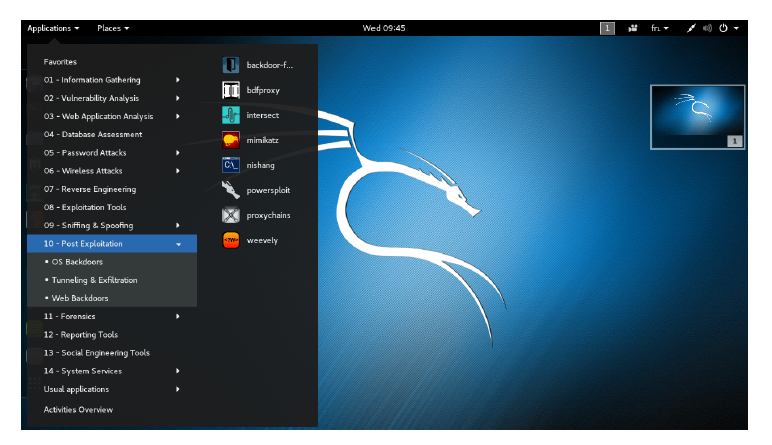 Applications Places Wed 09:45 1 fr₁
Favorites
01 - Information Gathering
02 - Vulnerability Analysis
03 - Web Application Analysis
04 - Database Assessment
05 - Password Attacks
06 - Wireless Attacks
07 - Reverse Engineering
08 - Exploitation Tools
09 - Sniffing & Spoofing
10 - Post Exploitation
▪ OS Backdoors
▪ Tunneling & Exfiltration
▪ Web Backdoors
11 - Forensics
12 - Reporting Tools
13 - Social Engineering Tools
14 - System Services
Usual applications
Activities Overview
backdoor-f...
bdfproxy
intersect
mimikatz
nishang
powersploit
proxychains
weevely
1